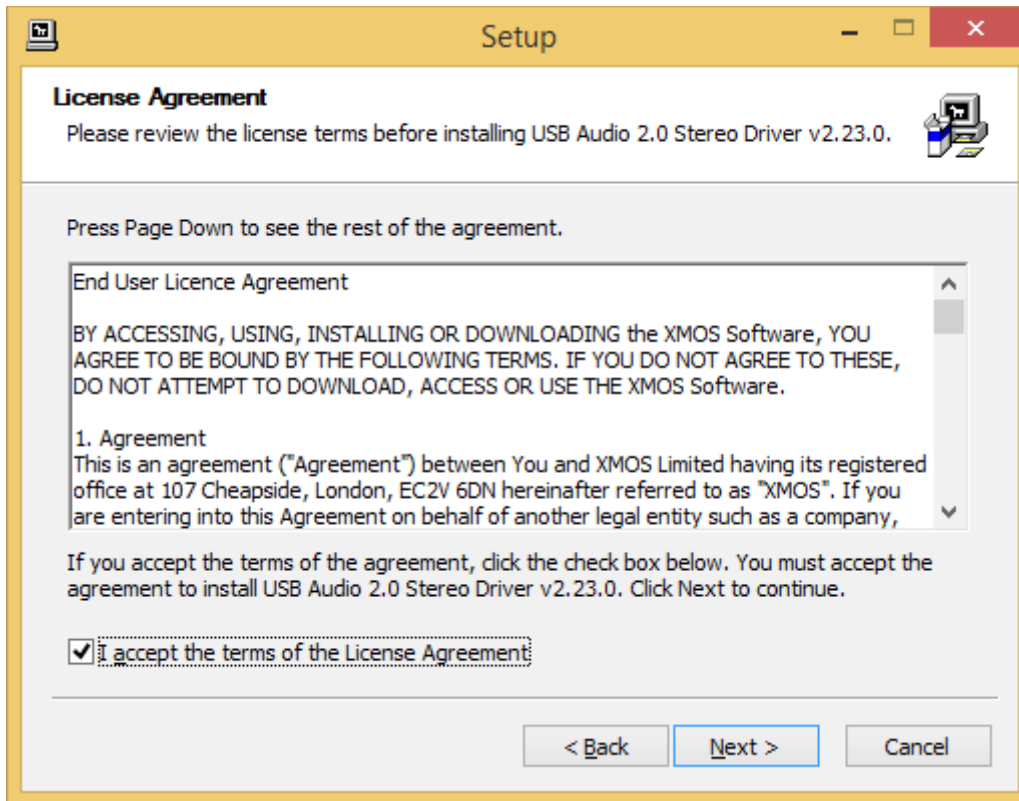 Setup
License Agreement
Please review the license terms before installing USB Audio 2.0 Stereo Driver v2.23.0.
Press Page Down to see the rest of the agreement.
End User Licence Agreement
BY ACCESSING, USING, INSTALLING OR DOWNLOADING the XMOS Software, YOU
AGREE TO BE BOUND BY THE FOLLOWING TERMS. IF YOU DO NOT AGREE TO THESE,
DO NOT ATTEMPT TO DOWNLOAD, ACCESS OR USE THE XMOS Software.
1. Agreement
This is an agreement ("Agreement") between You and XMOS Limited having its registered
office at 107 Cheapside, London, EC2V 6DN hereinafter referred to as "XMOS". If you
are entering into this Agreement on behalf of another legal entity such as a company,
If you accept the terms of the agreement, click the check box below. You must accept the
agreement to install USB Audio 2.0 Stereo Driver v2.23.0. Click Next to continue.
I accept the terms of the License Agreement
< Back
Next >
Cancel